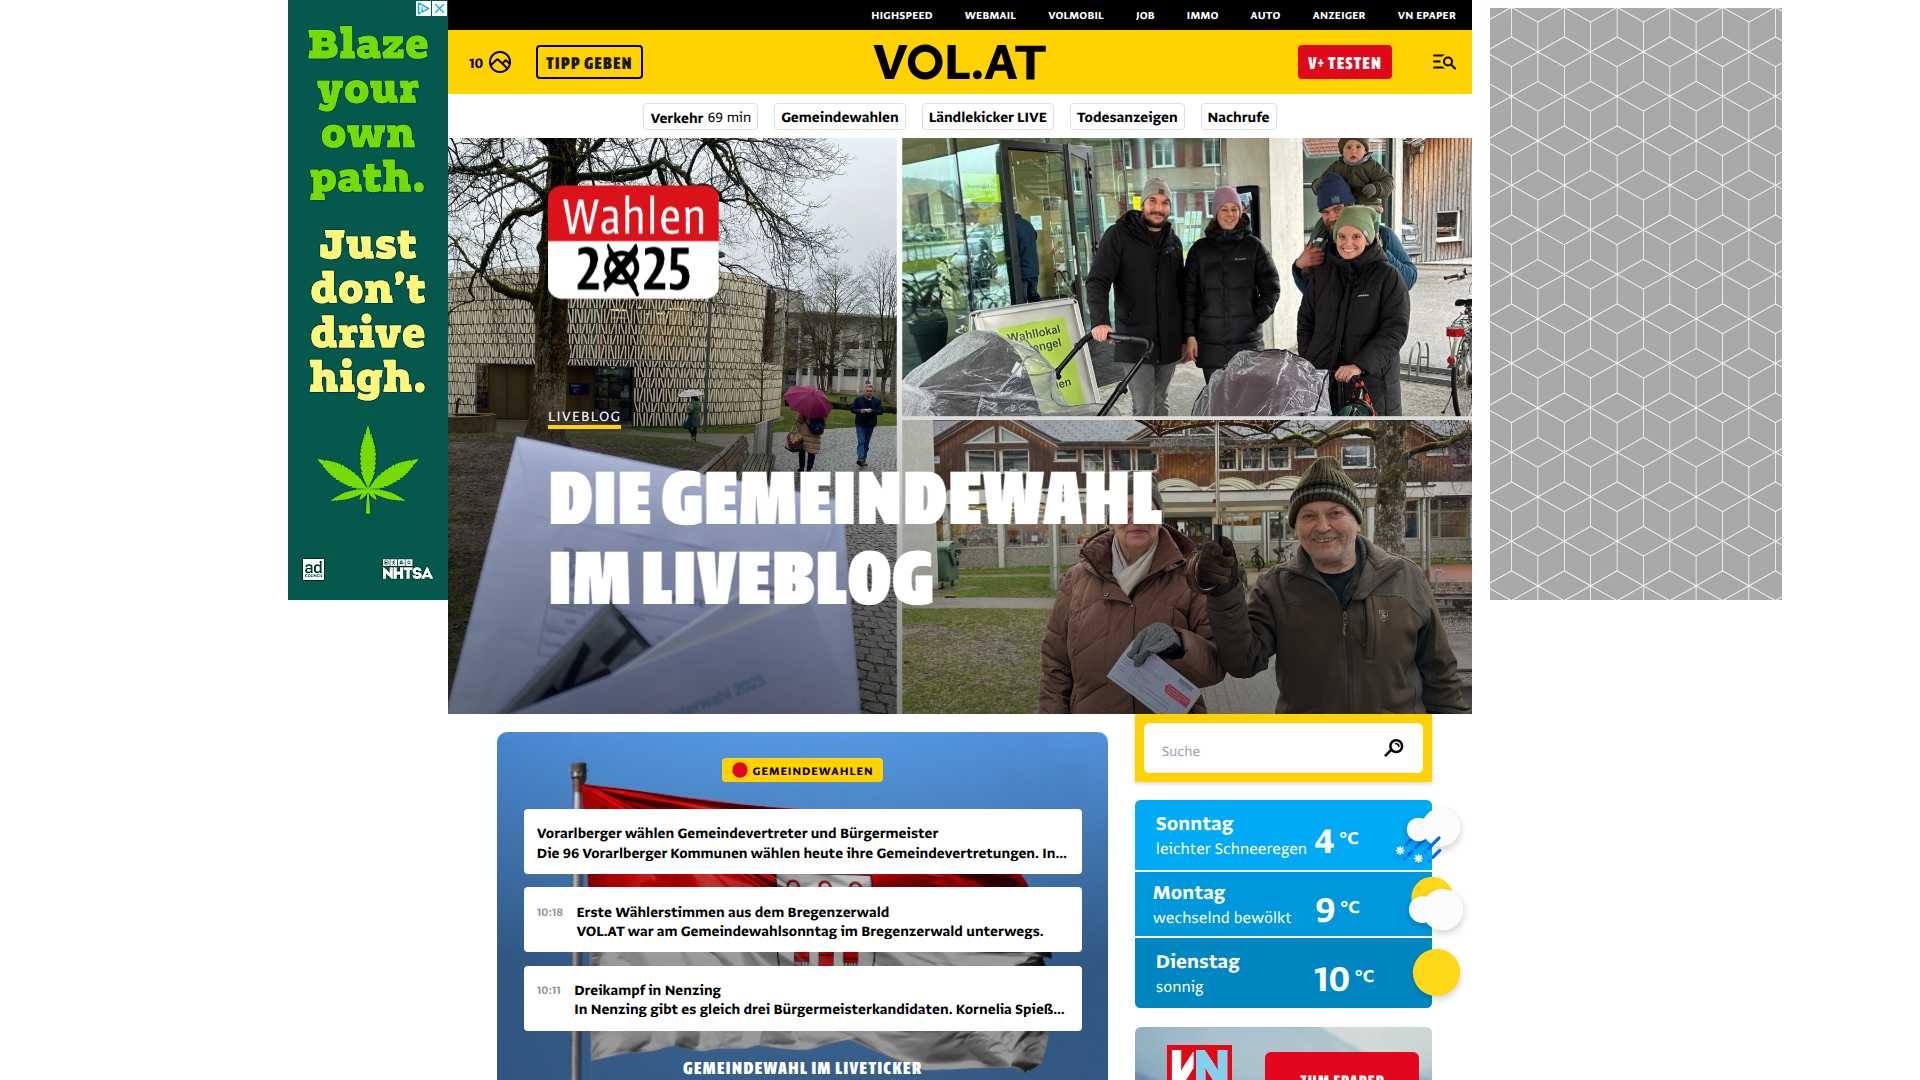 HIGHSPEED WEBMAIL VOLMOBIL JOB IMMO AUTO ANZEIGER VN EPAPER
10 TIPP GEBEN VOL.AT V+ TESTEN
Verkehr 69 min Gemeindewahlen Ländlekicker LIVE Todesanzeigen Nachrufe
Blaze
your
own
path.
Just
don't
drive
high.
ad
COUNCIL
NHTSA
Wahlen
2025
Wahllokal
LIVEBLOG
DIE GEMEINDEWAHL
IM LIVEBLOG
GEMEINDEWAHLEN
Vorarlberger wählen Gemeindevertreter und Bürgermeister
Die 96 Vorarlberger Kommunen wählen heute ihre Gemeindevertretungen. In...
10:18 Erste Wählerstimmen aus dem Bregenzerwald
VOL.AT war am Gemeindewahlsonntag im Bregenzerwald unterwegs.
10:11 Dreikampf in Nenzing
In Nenzing gibt es gleich drei Bürgermeisterkandidaten. Kornelia Spieß...
GEMEINDEWAHL IM LIVETICKER
Suche
Sonntag
leichter Schneeregen 4 °C
Montag
wechselnd bewölkt 9 °C
Dienstag
sonnig 10 °C
VN
ZUM EPAPER